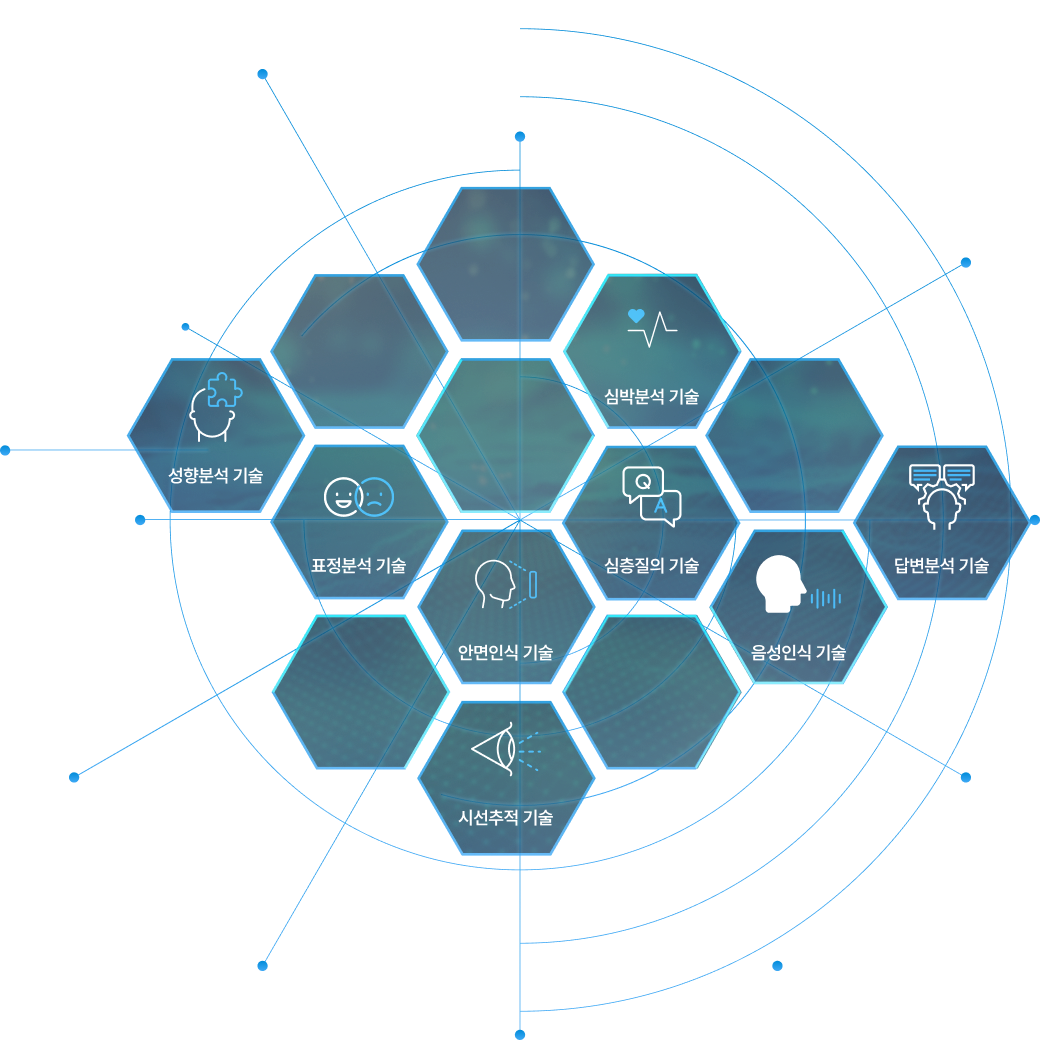 심박분석 기술
성향분석 기술
Q
A
표정분석 기술
심층질의 기술
답변분석 기술
안면인식 기술
음성인식 기술
시선추적 기술